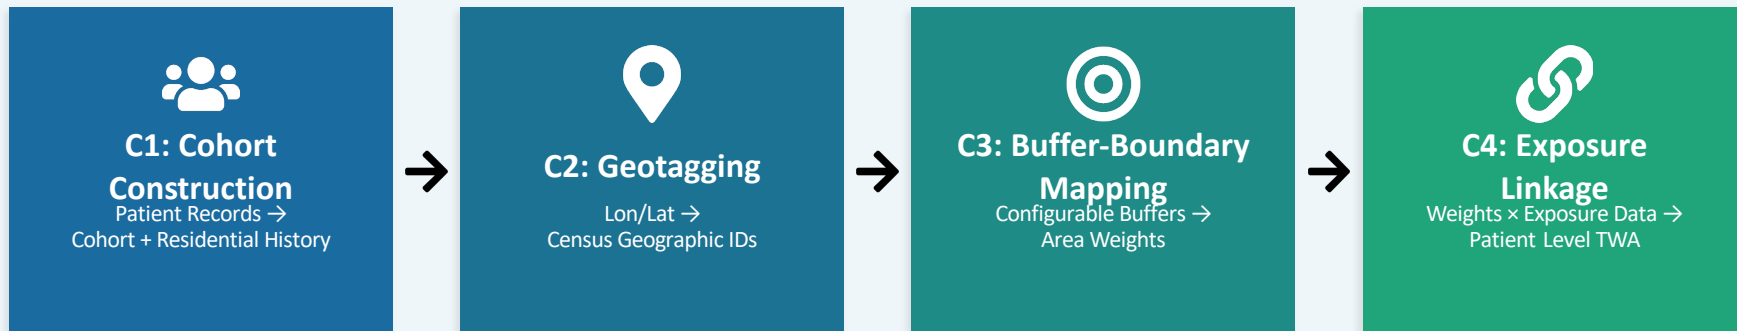 C1: Cohort
Construction
Patient Records →
Cohort + Residential History
C2: Geotagging
Lon/Lat →
Census Geographic IDs
C3: Buffer-Boundary
Mapping
Configurable Buffers →
Area Weights
C4: Exposure
Linkage
Weights × Exposure Data →
Patient Level TWA